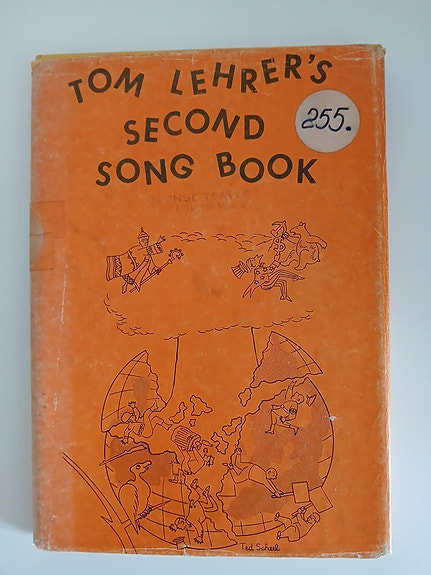 TOM LEHRER'S
SECOND
SONG BOOK
255.
Ted Scheel